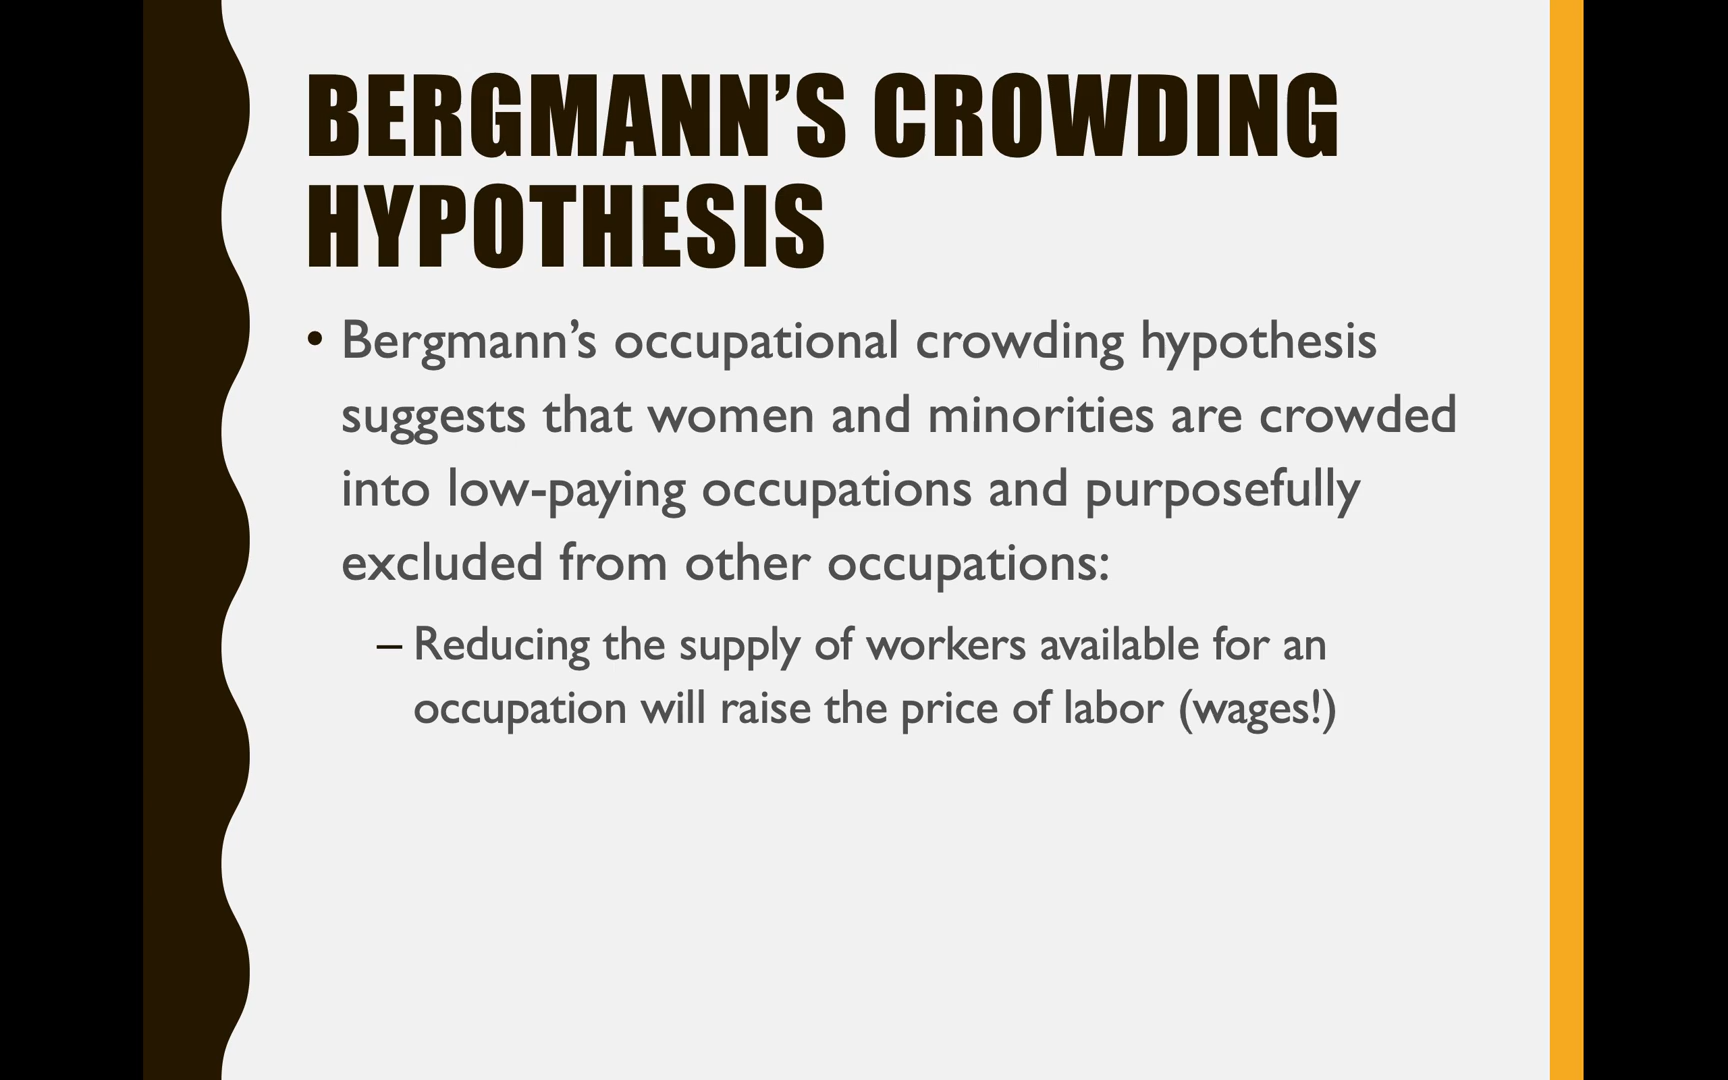 BERGMANN’S CROWDING
HYPOTHESIS
• Bergmann’s occupational crowding hypothesis
suggests that women and minorities are crowded
into low-paying occupations and purposefully
excluded from other occupations:
– Reducing the supply of workers available for an
occupation will raise the price of labor (wages!)